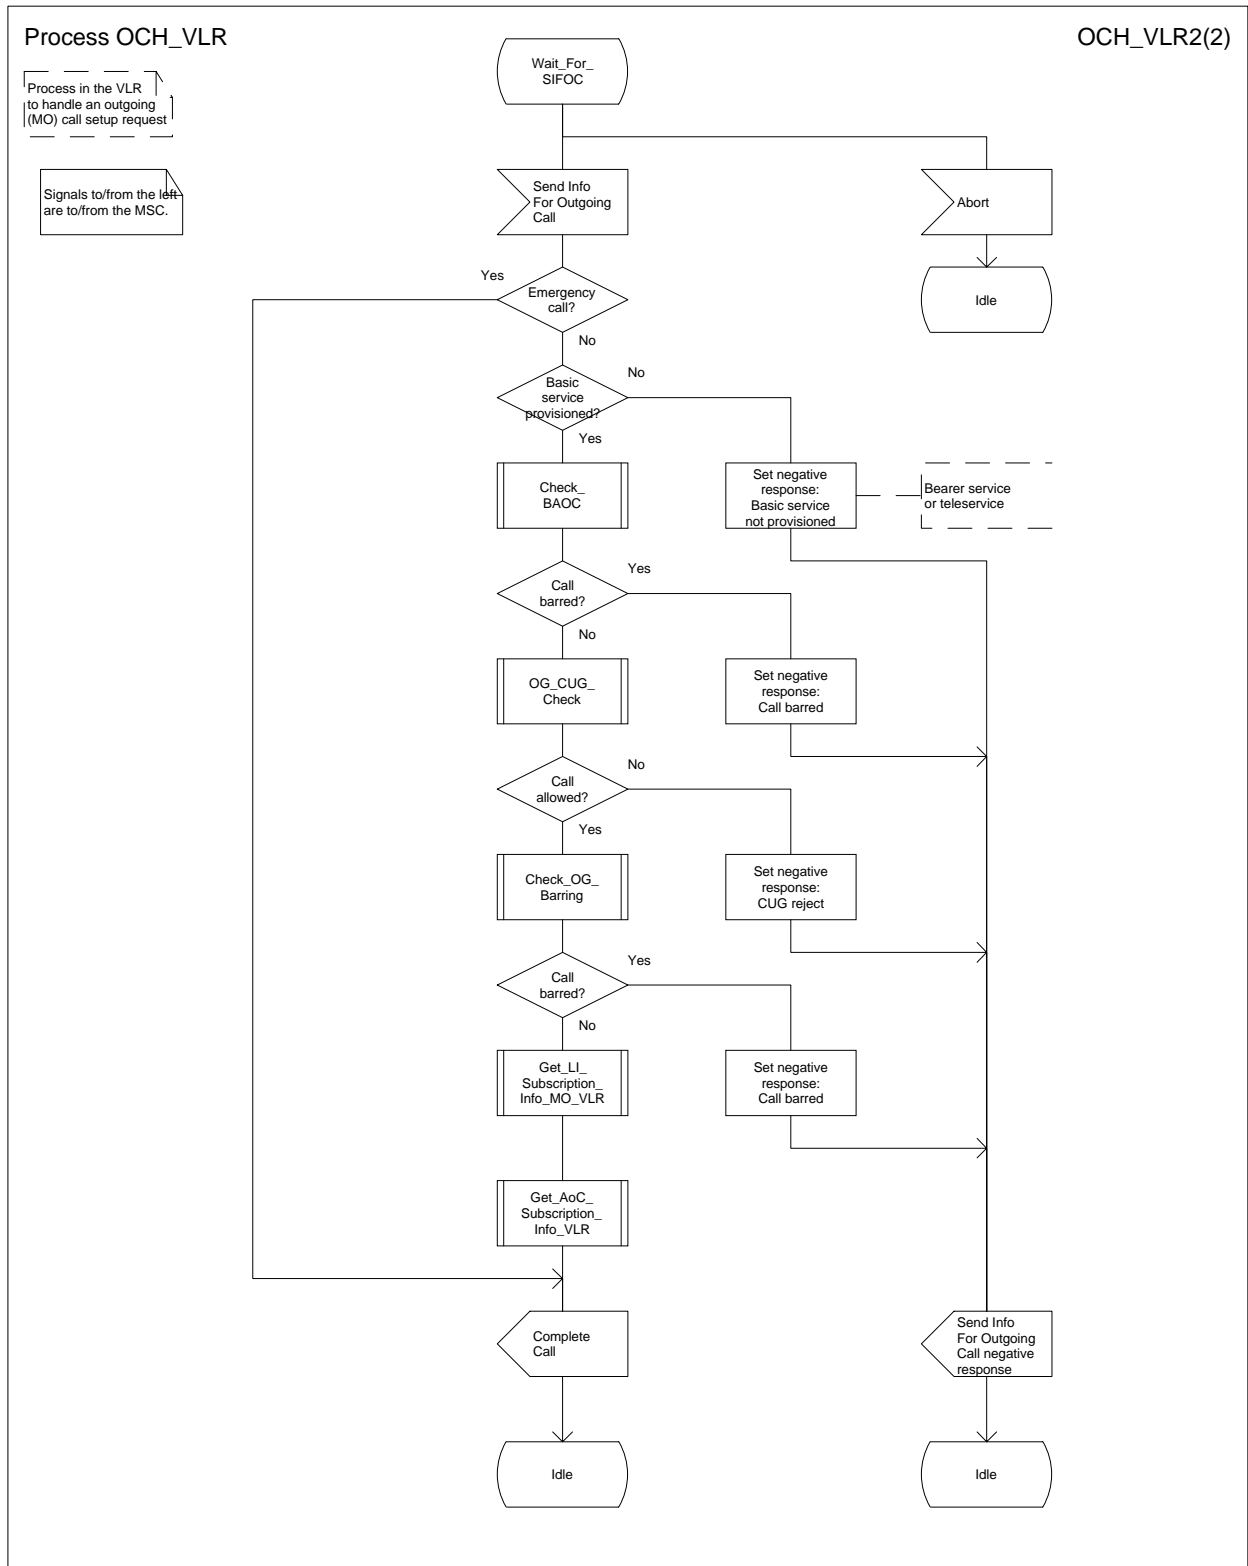 Process OCH_VLR
OCH_VLR2(2)
Process in the VLR
to handle an outgoing
(MO) call setup request
Signals to/from the left
are to/from the MSC.
Wait_For_
SIFOC
Send Info
For Outgoing
Call
Abort
Idle
Yes
Emergency
call?
No
Basic
service
provisioned?
No
Yes
Check_
BAOC
Set negative
response:
Basic service
not provisioned
Bearer service
or teleservice
Call
barred?
Yes
No
OG_CUG_
Check
Set negative
response:
Call barred
Call
allowed?
No
Yes
Check_OG_
Barring
Set negative
response:
CUG reject
Call
barred?
Yes
No
Get_LI_
Subscription_
Info_MO_VLR
Set negative
response:
Call barred
Get_AoC_
Subscription_
Info_VLR
Complete
Call
Send Info
For Outgoing
Call negative
response
Idle
Idle